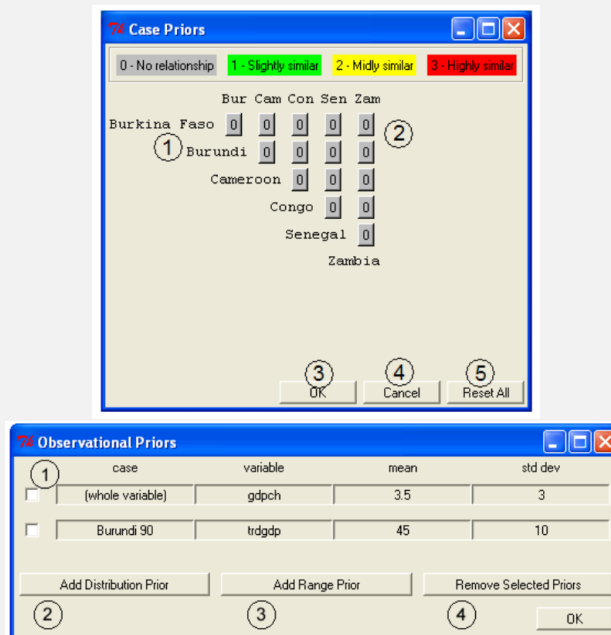 Case Priors
0 - No relationship 1 - Slightly similar 2 - Midly similar 3 - Highly similar
Bur Cam Con Sen Zam
Burkina Faso 0 0 0 0 0
1 Burundi 0 0 0 0 2
Cameroon 0 0 0
Congo 0 0
Senegal 0
Zambia
3 4 5
OK Cancel Reset All
Observational Priors
1 case variable mean std dev
(whole variable) gdpch 3.5 3
Burundi 90 trdgdp 45 10
Add Distribution Prior Add Range Prior Remove Selected Priors
2 3 4 OK